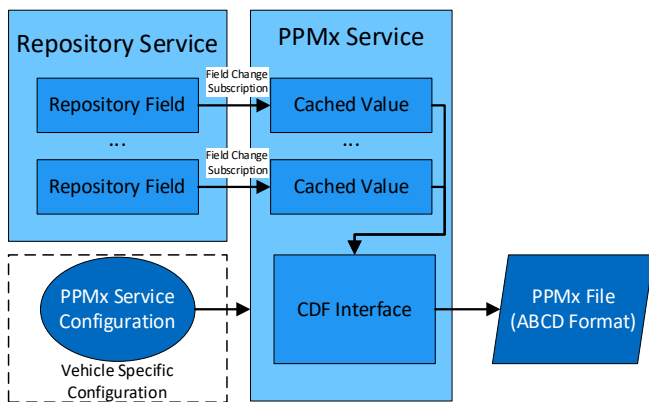 Repository Service
PPMx Service
Field Change
Subscription
Repository Field
Cached Value
...
...
Field Change
Subscription
Repository Field
Cached Value
PPMx Service
Configuration
CDF Interface
PPMx File
(ABCD Format)
Vehicle Specific
Configuration